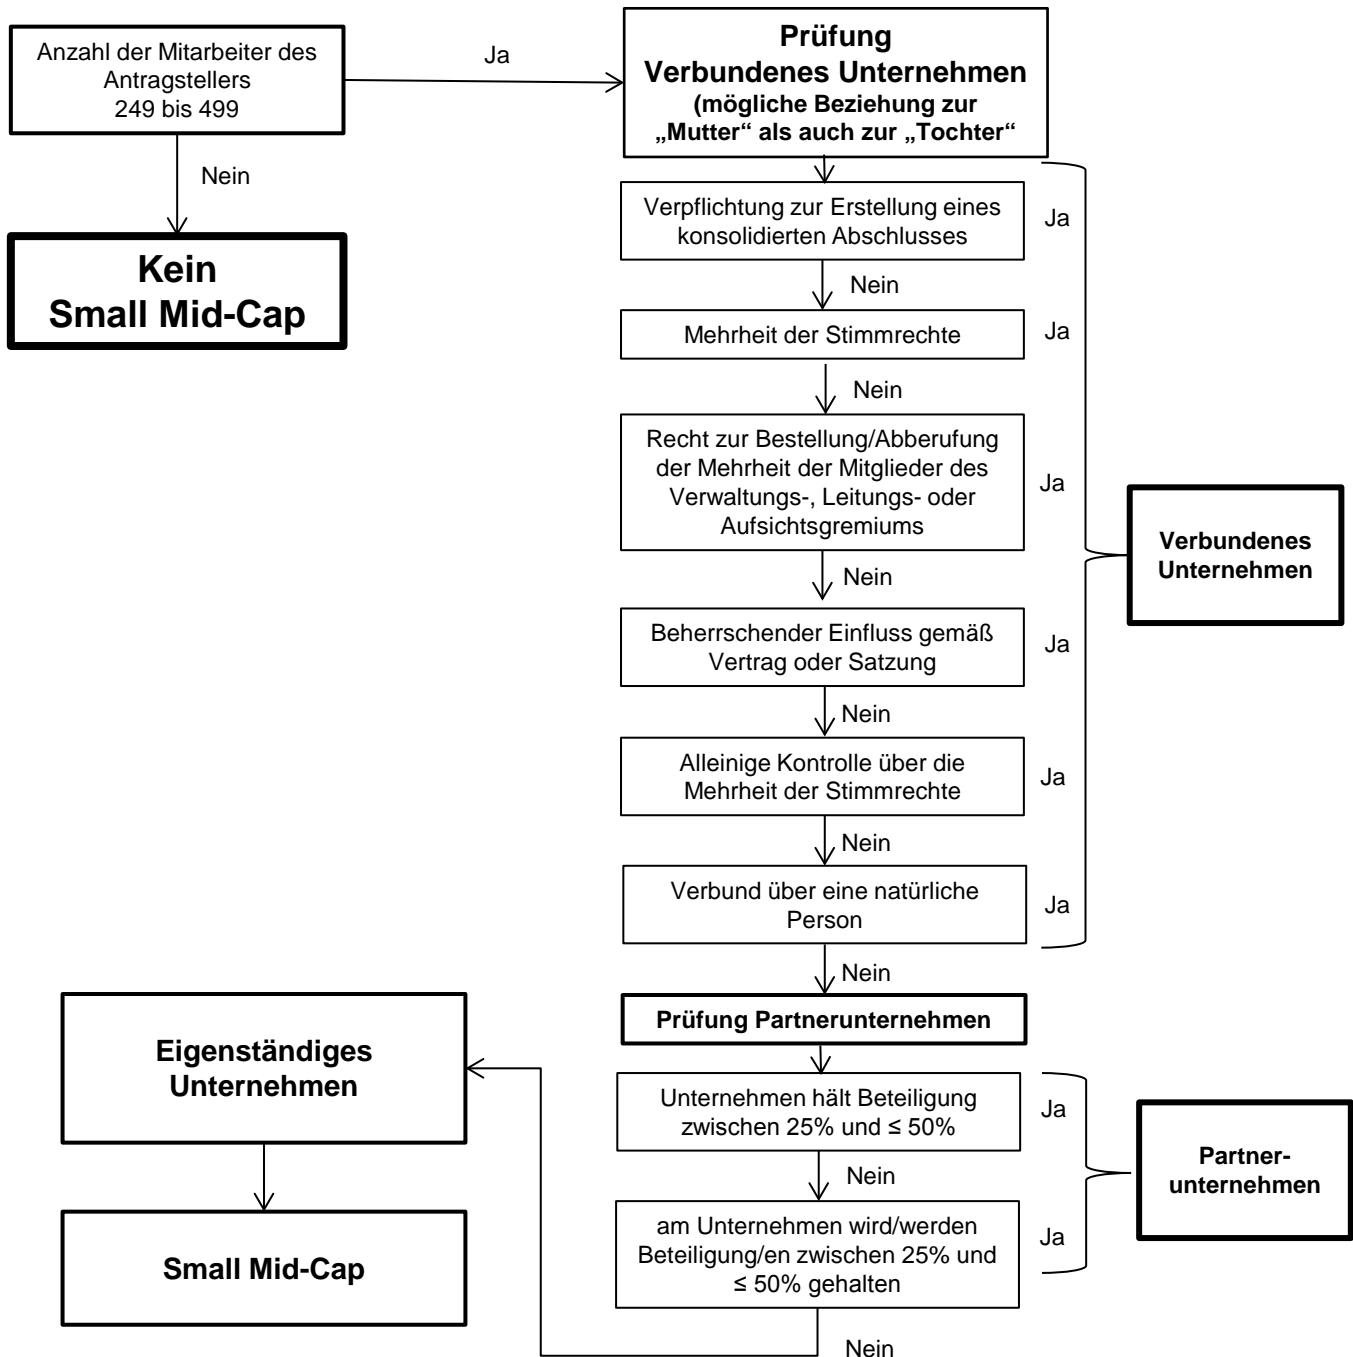 Anzahl der Mitarbeiter des
Antragstellers
249 bis 499
Ja
Prüfung
Verbundenes Unternehmen
(mögliche Beziehung zur
„Mutter“ als auch zur „Tochter“
Nein
Kein
Small Mid-Cap
Verpflichtung zur Erstellung eines
konsolidierten Abschlusses
Ja
Nein
Mehrheit der Stimmrechte
Ja
Nein
Recht zur Bestellung/Abberufung
der Mehrheit der Mitglieder des
Verwaltungs-, Leitungs- oder
Aufsichtsgremiums
Ja
Verbundenes
Unternehmen
Nein
Beherrschender Einfluss gemäß
Vertrag oder Satzung
Ja
Nein
Alleinige Kontrolle über die
Mehrheit der Stimmrechte
Ja
Nein
Verbund über eine natürliche
Person
Ja
Nein
Prüfung Partnerunternehmen
Eigenständiges
Unternehmen
Unternehmen hält Beteiligung
zwischen 25% und ≤ 50%
Ja
Partner-
unternehmen
Nein
am Unternehmen wird/werden
Beteiligung/en zwischen 25% und
≤ 50% gehalten
Ja
Small Mid-Cap
Nein